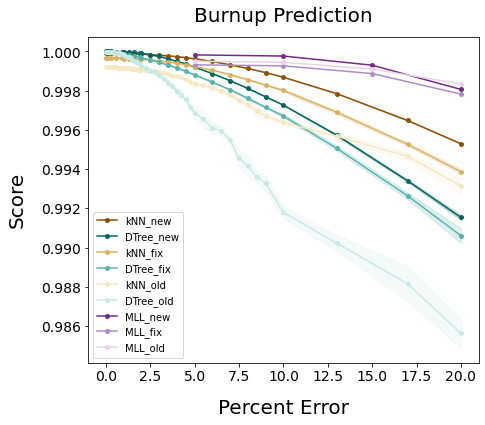 Burnup Prediction
Score
1.000
0.998
0.996
0.994
0.992
0.990
0.988
0.986
kNN_new
DTree_new
kNN_fix
DTree_fix
kNN_old
DTree_old
MLL_new
MLL_fix
MLL_old
0.0 2.5 5.0 7.5 10.0 12.5 15.0 17.5 20.0
Percent Error